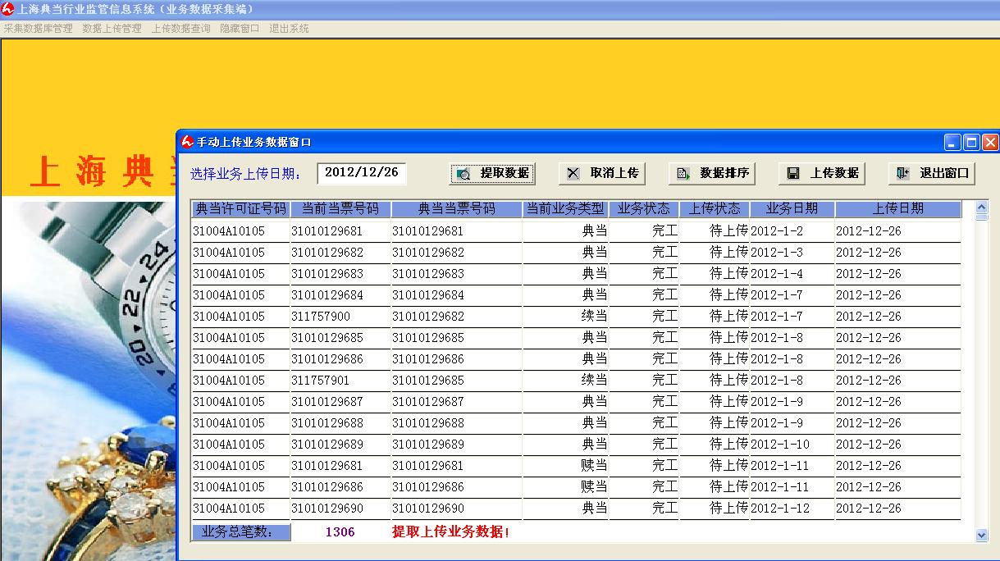 上海典当行业监管信息系统（业务数据采集端）
采集数据库管理 数据上传管理 上传数据查询 隐藏窗口 退出系统
上海典当
手动上传业务数据窗口
选择业务上传日期： 2012/12/26 提取数据 取消上传 数据排序 上传数据 退出窗口
典当许可证号码 当前当票号码 典当当票号码 当前业务类型 业务状态 上传状态 业务日期 上传日期
31004A10105 31010129681 31010129681 典当 完工 待上传 2012-1-2 2012-12-26
31004A10105 31010129682 31010129682 典当 完工 待上传 2012-1-3 2012-12-26
31004A10105 31010129683 31010129683 典当 完工 待上传 2012-1-4 2012-12-26
31004A10105 31010129684 31010129684 典当 完工 待上传 2012-1-7 2012-12-26
31004A10105 311757900 31010129682 续当 完工 待上传 2012-1-7 2012-12-26
31004A10105 31010129685 31010129685 典当 完工 待上传 2012-1-8 2012-12-26
31004A10105 31010129686 31010129686 典当 完工 待上传 2012-1-8 2012-12-26
31004A10105 311757901 31010129685 续当 完工 待上传 2012-1-8 2012-12-26
31004A10105 31010129687 31010129687 典当 完工 待上传 2012-1-9 2012-12-26
31004A10105 31010129688 31010129688 典当 完工 待上传 2012-1-9 2012-12-26
31004A10105 31010129689 31010129689 典当 完工 待上传 2012-1-10 2012-12-26
31004A10105 31010129681 31010129681 赎当 完工 待上传 2012-1-11 2012-12-26
31004A10105 31010129686 31010129686 赎当 完工 待上传 2012-1-11 2012-12-26
31004A10105 31010129690 31010129690 典当 完工 待上传 2012-1-12 2012-12-26
业务总笔数： 1306 提取上传业务数据!
24
22
20